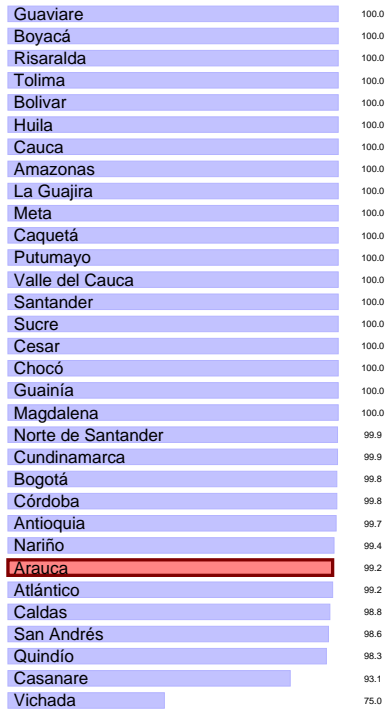 Guaviare 100.0
Boyacá 100.0
Risaralda 100.0
Tolima 100.0
Bolivar 100.0
Huila 100.0
Cauca 100.0
Amazonas 100.0
La Guajira 100.0
Meta 100.0
Caquetá 100.0
Putumayo 100.0
Valle del Cauca 100.0
Santander 100.0
Sucre 100.0
Cesar 100.0
Chocó 100.0
Guainía 100.0
Magdalena 100.0
Norte de Santander 99.9
Cundinamarca 99.9
Bogotá 99.8
Córdoba 99.8
Antioquia 99.7
Nariño 99.4
Arauca 99.2
Atlántico 99.2
Caldas 98.8
San Andrés 98.6
Quindío 98.3
Casanare 93.1
Vichada 75.0